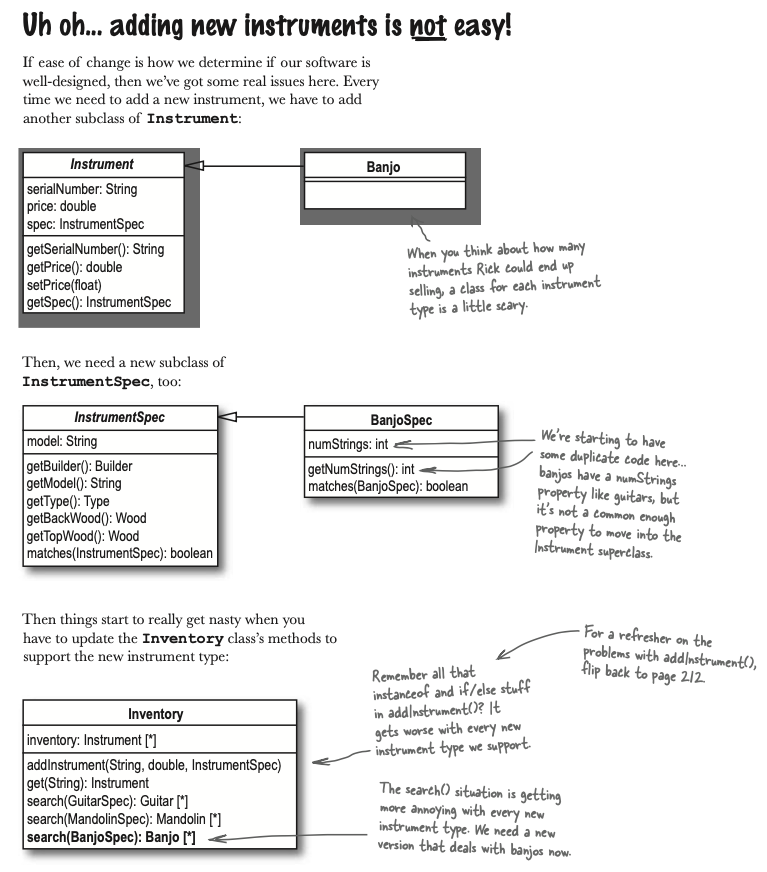 Uh oh... adding new instruments is not easy!
If ease of change is how we determine if our software is
well-designed, then we've got some real issues here. Every
time we need to add a new instrument, we have to add
another subclass of Instrument:
Instrument
serialNumber: String
price: double
spec: InstrumentSpec
getSerialNumber(): String
getPrice(): double
setPrice(float)
getSpec(): InstrumentSpec
Banjo
When you think about how many
instruments Rick could end up
selling, a class for each instrument
type is a little scary.
Then, we need a new subclass of
InstrumentSpec, too:
InstrumentSpec
model: String
getBuilder(): Builder
getModel(): String
getType(): Type
getBackWood(): Wood
getTopWood(): Wood
matches(InstrumentSpec): boolean
BanjoSpec
numStrings: int
getNumStrings(): int
matches(BanjoSpec): boolean
We're starting to have
some duplicate code here...
banjos have a numStrings
property like guitars, but
it's not a common enough
property to move into the
Instrument superclass.
Then things start to really get nasty when you
have to update the Inventory class's methods to
support the new instrument type:
For a refresher on the
problems with addInstrument(),
flip back to page 212.
Remember all that
instanceof and if/else stuff
in addInstrument()? It
gets worse with every new
instrument type we support.
Inventory
inventory: Instrument [*]
addInstrument(String, double, InstrumentSpec)
get(String): Instrument
search(GuitarSpec): Guitar [*]
search(MandolinSpec): Mandolin [*]
search(BanjoSpec): Banjo [*]
The search() situation is getting
more annoying with every new
instrument type. We need a new
version that deals with banjos now.